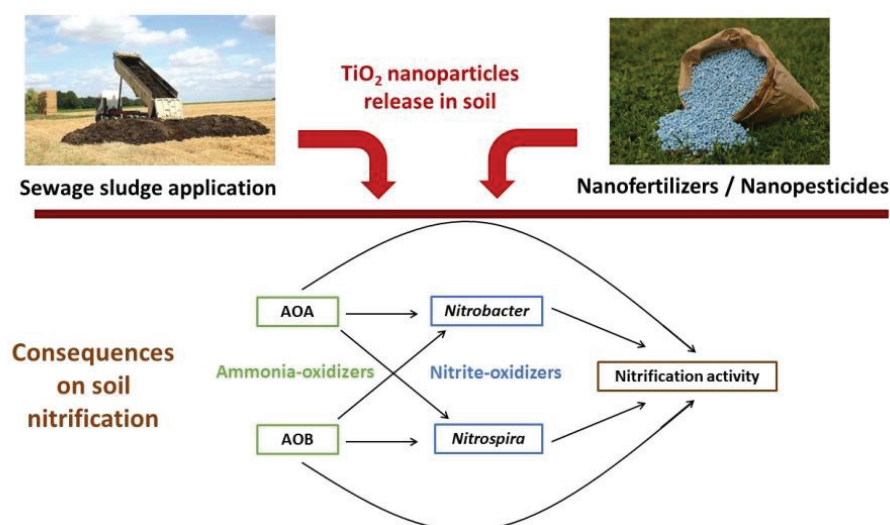 TiO₂ nanoparticles
release in soil
Sewage sludge application
Nanofertilizers / Nanopesticides
Consequences
on soil
nitrification
AOA
Nitrobacter
Ammonia-oxidizers
Nitrite-oxidizers
Nitrification activity
AOB
Nitrospira